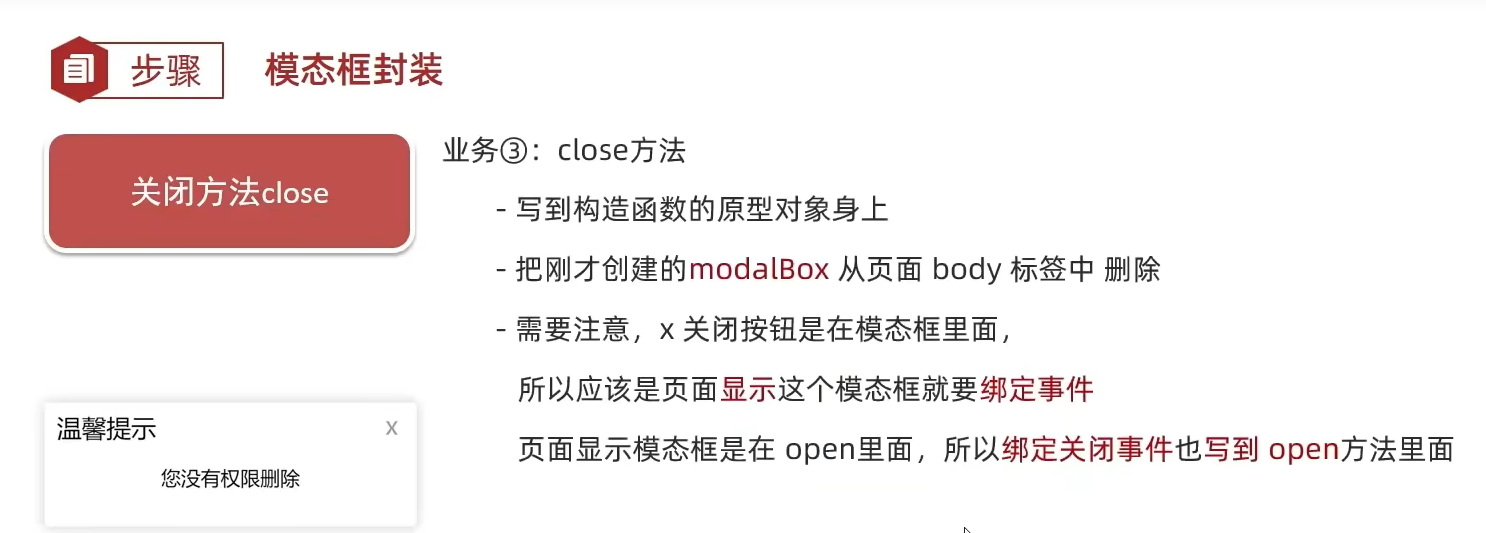 步骤 模态框封装
关闭方法close
业务③：close方法
- 写到构造函数的原型对象身上
- 把刚才创建的modalBox 从页面 body 标签中 删除
- 需要注意，x 关闭按钮是在模态框里面，
所以应该是页面显示这个模态框就要绑定事件
页面显示模态框是在 open里面，所以绑定关闭事件也写到 open方法里面
温馨提示 x
您没有权限删除